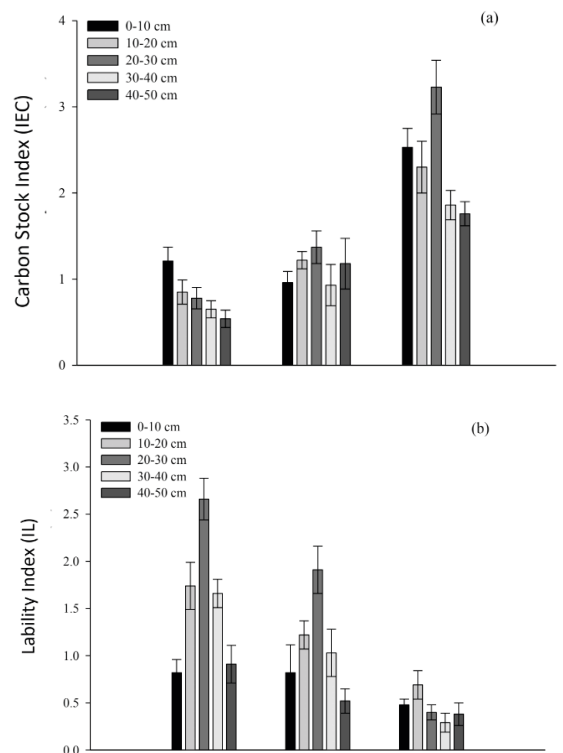 (a)
0-10 cm
10-20 cm
20-30 cm
30-40 cm
40-50 cm
Carbon Stock Index (IEC)
4
3
2
1
0
(b)
0-10 cm
10-20 cm
20-30 cm
30-40 cm
40-50 cm
Lability Index (IL)
3.5
3.0
2.5
2.0
1.5
1.0
0.5
0.0